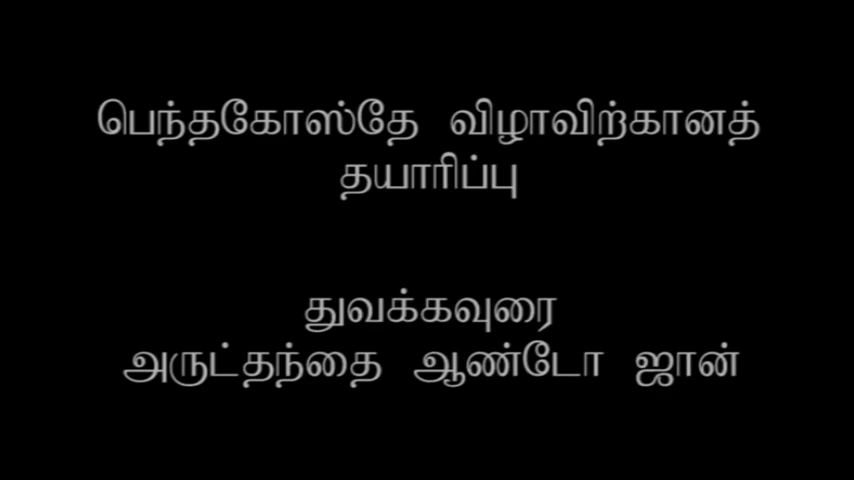 பெந்தகோஸ்தே விழாவிற்கானத்
தயாரிப்பு
துவக்கவுரை
அருட்தந்தை ஆண்டோ ஜான்